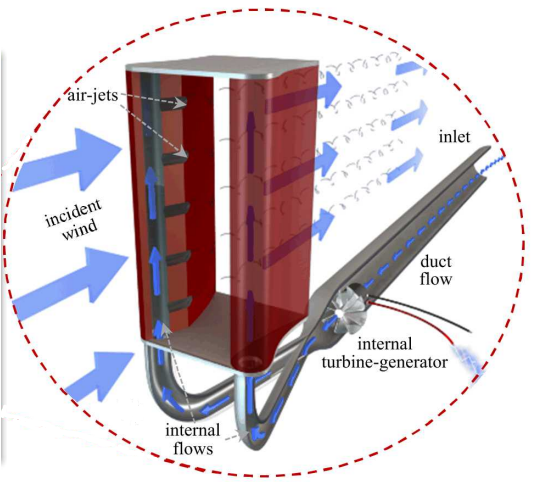 air-jets
inlet
incident
wind
duct
flow
internal
turbine-generator
internal
flows